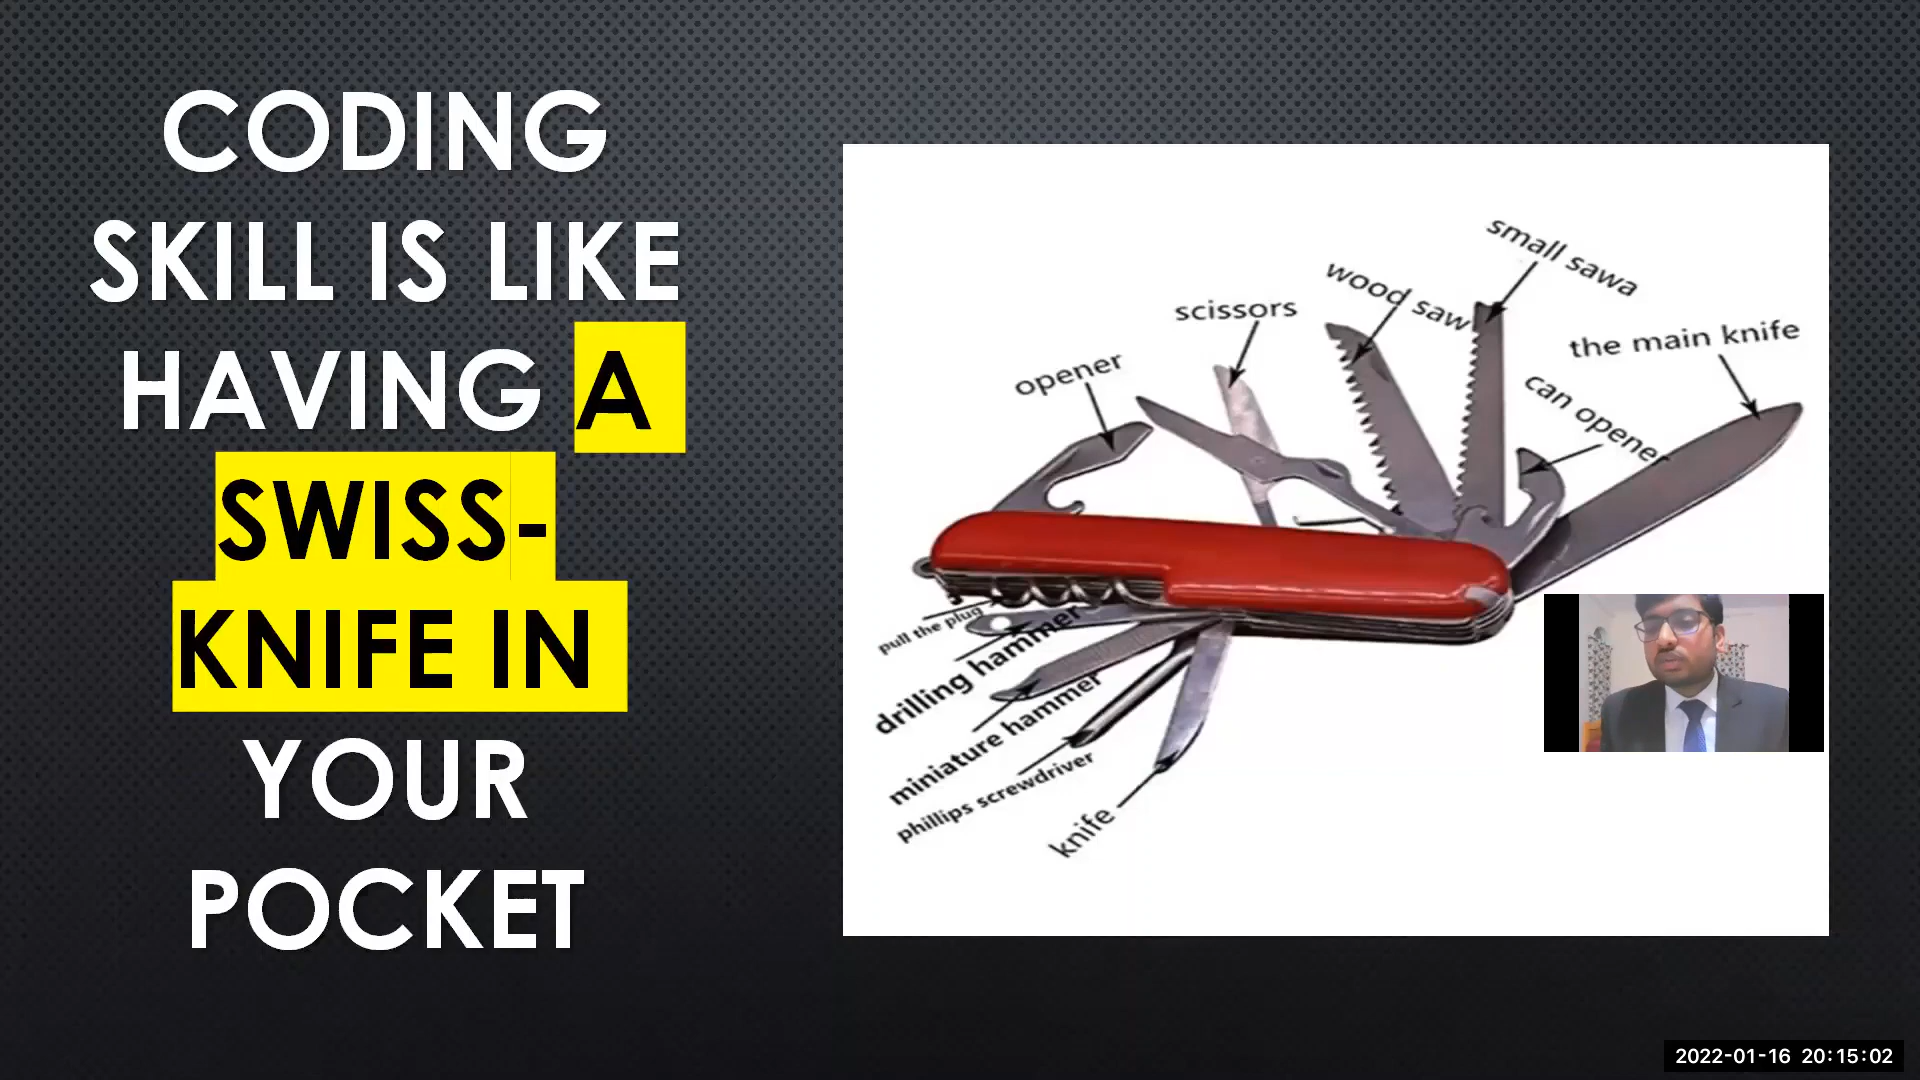 CODING
SKILL IS LIKE
HAVING A
SWISS-
KNIFE IN
YOUR
POCKET
small sawa
wood saw
scissors
the main knife
opener
can opener
pull the plug
drilling hammer
miniature hammer
phillips screwdriver
knife
2022-01-16 20:15:02